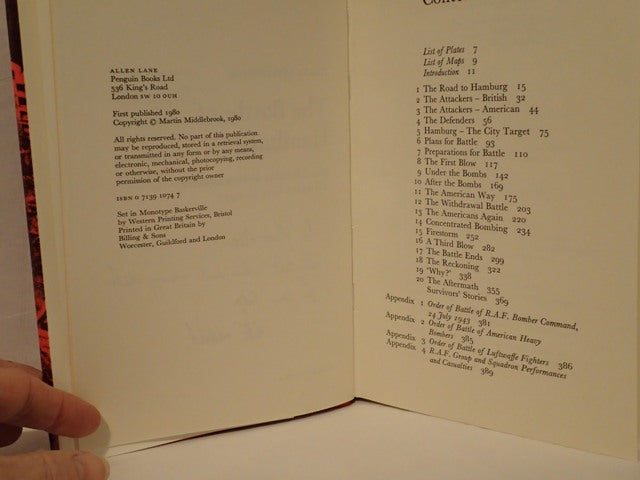 ALLEN LANE
Penguin Books Ltd
536 King's Road
London SW 10 0UH
First published 1980
Copyright © Martin Middlebrook, 1980
All rights reserved. No part of this publication
may be reproduced, stored in a retrieval system,
or transmitted in any form or by any means,
electronic, mechanical, photocopying, recording
or otherwise, without the prior
permission of the copyright owner
ISBN 0 7139 1074 7
Set in Monotype Baskerville
by Western Printing Services, Bristol
Printed in Great Britain by
Billing & Sons
Worcester, Guildford and London
List of Plates 7
List of Maps 9
Introduction 11
1 The Road to Hamburg 15
2 The Attackers – British 32
3 The Attackers – American 44
4 The Defenders 56
5 Hamburg – The City Target 75
6 Plans for Battle 93
7 Preparations for Battle 110
8 The First Blow 117
9 Under the Bombs 142
10 After the Bombs 169
11 The American Way 175
12 The Withdrawal Battle 203
13 The Americans Again 220
14 Concentrated Bombing 234
15 Firestorm 252
16 A Third Blow 282
17 The Battle Ends 299
18 The Reckoning 322
19 'Why?' 338
20 The Aftermath 355
Survivors' Stories 369
Appendix 1 Order of Battle of R.A.F. Bomber Command,
24 July 1943 381
Appendix 2 Order of Battle of American Heavy
Bombers 385
Appendix 3 Order of Battle of Luftwaffe Fighters 386
Appendix 4 R.A.F. Group and Squadron Performances
and Casualties 389